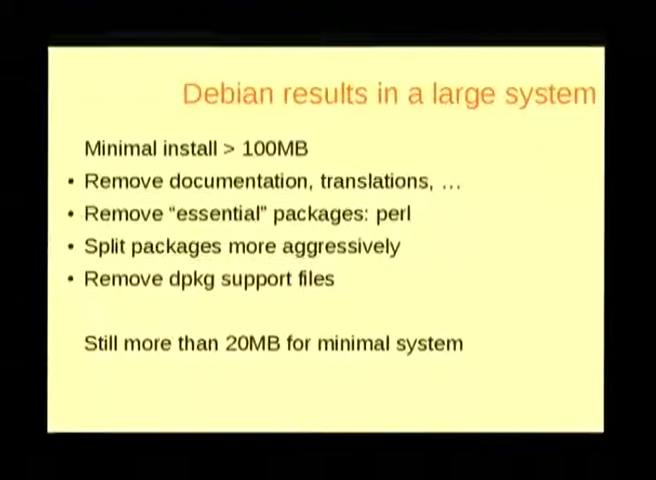 Debian results in a large system
Minimal install > 100MB
• Remove documentation, translations, …
• Remove “essential” packages: perl
• Split packages more aggressively
• Remove dpkg support files
Still more than 20MB for minimal system